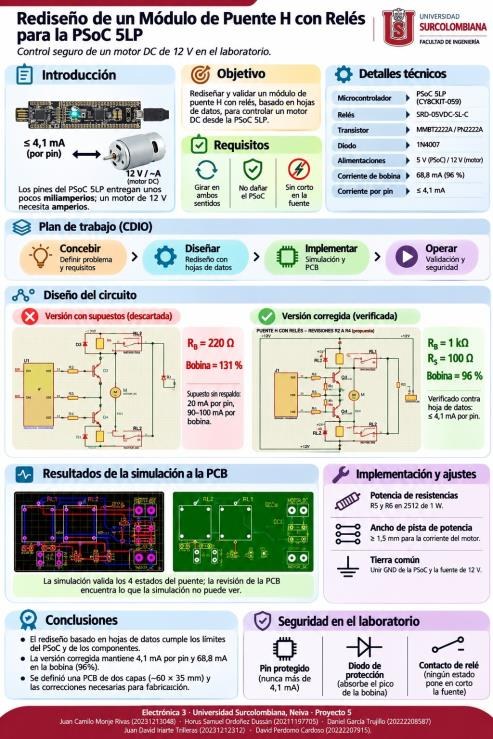 Rediseño de un Módulo de Puente H con Relés
para la PSoC 5LP
Control seguro de un motor DC de 12 V en el laboratorio.
UNIVERSIDAD
SURCOLOMBIANA
FACULTAD DE INGENIERÍA
Introducción
≤ 4,1 mA
(por pin)
12 V / ~A
(motor DC)
Los pines del PSoC 5LP entregan unos
pocos miliamperios; un motor de 12 V
necesita amperios.
Objetivo
Rediseñar y validar un módulo de
puente H con relés, basado en hojas
de datos, para controlar un motor
DC desde la PSoC 5LP.
Requisitos
Girar en
ambos
sentidos
No dañar
el PSoC
Sin corto
en la
fuente
Detalles técnicos
Microcontrolador
PSoC 5LP
(CY8CKIT-059)
Relés
SRD-05VDC-SL-C
Transistor
MMBT2222A / PN2222A
Diodo
1N4007
Alimentaciones
5 V (PSoC) / 12 V (motor)
Corriente de bobina
68,8 mA (96 %)
Corriente por pin
≤ 4,1 mA
Plan de trabajo (CDIO)
Concebir
Definir problema
y requisitos
Diseñar
Rediseño con
hojas de datos
Implementar
Simulación y
PCB
Operar
Validación y
seguridad
Diseño del circuito
Versión con supuestos (descartada)
U1
RL2
R_B = 220 Ω
Bobina = 131 %
Supuesto sin respaldo:
20 mA por pin,
90–100 mA por
bobina.
Versión corregida (verificada)
PUENTE H CON RELÉS – REVISIONES R2 A R4 (propuesta)
+12V
+12V
J1
RL1
RL2
Q3
Q4
M
R_B = 1 kΩ
R_S = 100 Ω
Bobina = 96 %
Verificado contra
hoja de datos:
≤ 4,1 mA por pin.
Resultados de la simulación a la PCB
RL2
RL1
La simulación valida los 4 estados del puente; la revisión de la PCB
encuentra lo que la simulación no puede ver.
Implementación y ajustes
Potencia de resistencias
R5 y R6 en 2512 de 1 W.
Ancho de pista de potencia
≥ 1,5 mm para la corriente del motor.
Tierra común
Unir GND de la PSoC y la fuente de 12 V.
Conclusiones
• El rediseño basado en hojas de datos cumple los límites
del PSoC y de los componentes.
• La versión corregida mantiene 4,1 mA por pin y 68,8 mA
en la bobina (96%).
• Se definió una PCB de dos capas (~60 × 35 mm) y
las correcciones necesarias para fabricación.
Seguridad en el laboratorio
Pin protegido
(nunca más de
4,1 mA)
Diodo de
protección
(absorbe el pico
de la bobina)
Contacto de relé
(ningún estado
pone en corto
la fuente)
Electrónica 3 · Universidad Surcolombiana, Neiva · Proyecto 5
Juan Camilo Monje Rivas (20231213048) · Horus Samuel Ordoñez Dussán (20211197705) · Daniel García Trujillo (20222208587)
Juan David Iriarte Trilleras (20231212312) · David Perdomo Cardoso (20222207915).